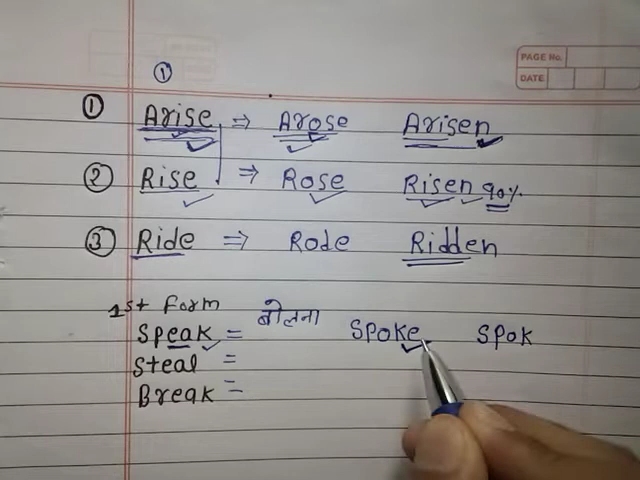 PAGE No.
DATE
①
① Arise ⇒ Arose Arisen
② Rise ⇒ Rose Risen 90%
③ Ride ⇒ Rode Ridden
1st form
Speak = बोलना Spoke Spok
Steal =
Break =